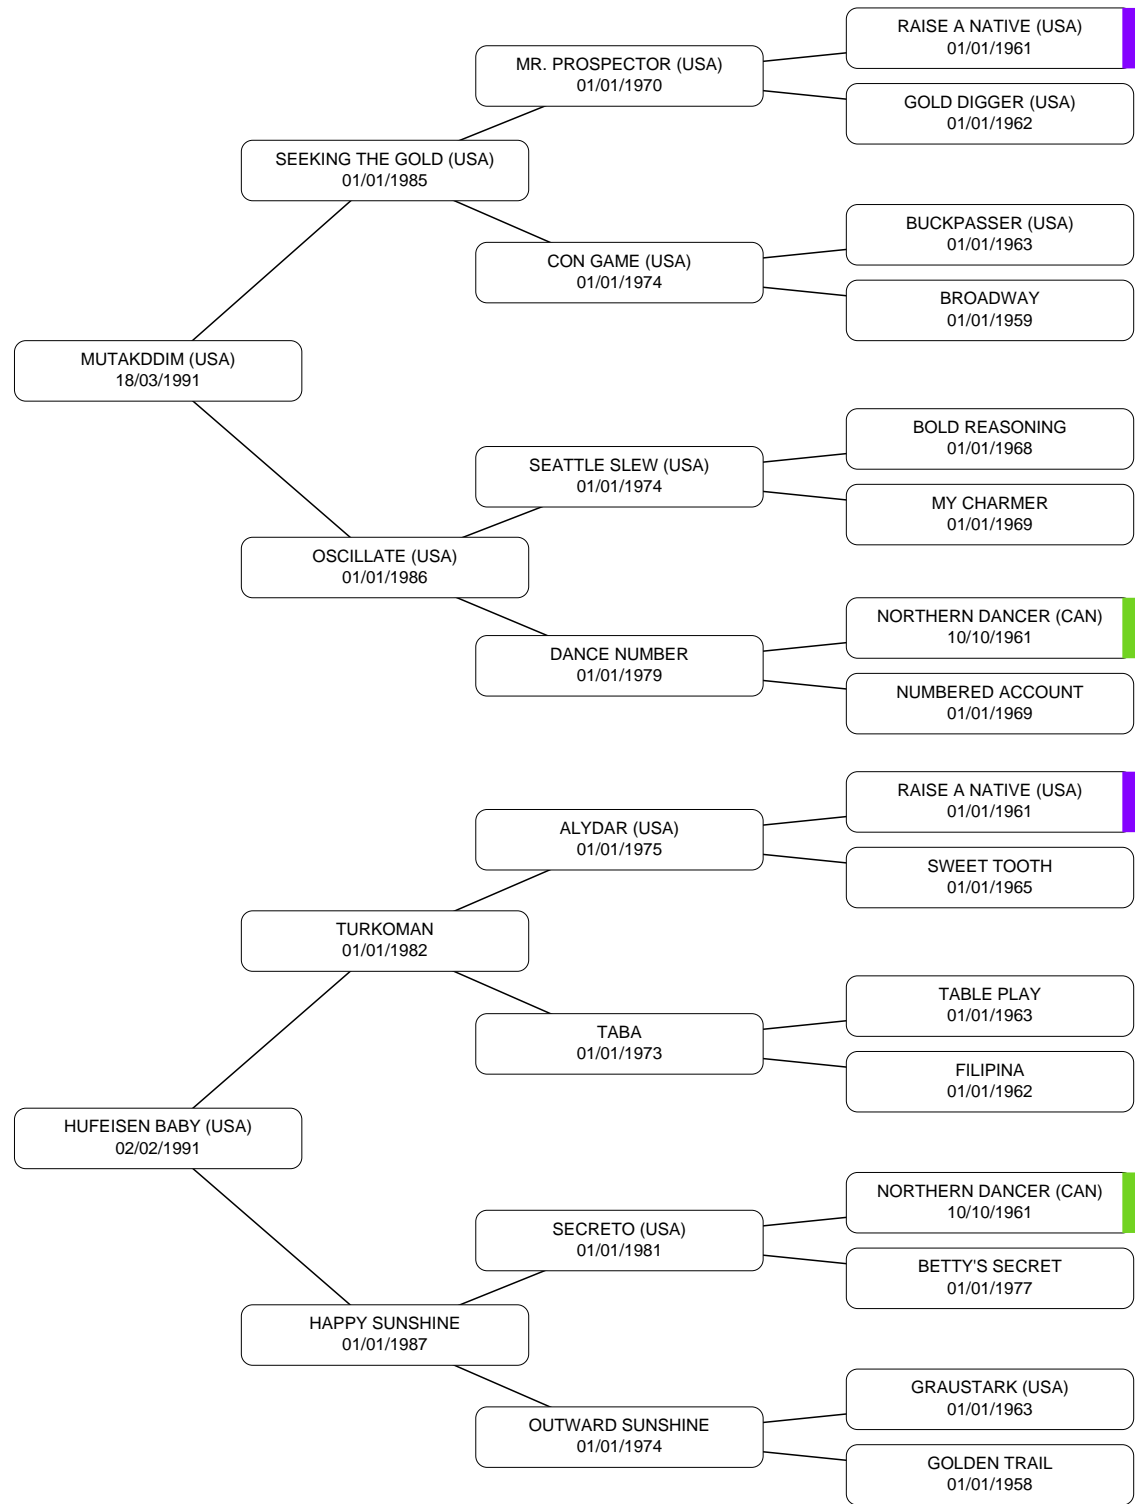 RAISE A NATIVE (USA)
01/01/1961
MR. PROSPECTOR (USA)
01/01/1970
GOLD DIGGER (USA)
01/01/1962
SEEKING THE GOLD (USA)
01/01/1985
BUCKPASSER (USA)
01/01/1963
CON GAME (USA)
01/01/1974
BROADWAY
01/01/1959
MUTAKDDIM (USA)
18/03/1991
BOLD REASONING
01/01/1968
SEATTLE SLEW (USA)
01/01/1974
MY CHARMER
01/01/1969
OSCILLATE (USA)
01/01/1986
NORTHERN DANCER (CAN)
10/10/1961
DANCE NUMBER
01/01/1979
NUMBERED ACCOUNT
01/01/1969
RAISE A NATIVE (USA)
01/01/1961
ALYDAR (USA)
01/01/1975
SWEET TOOTH
01/01/1965
TURKOMAN
01/01/1982
TABLE PLAY
01/01/1963
TABA
01/01/1973
FILIPINA
01/01/1962
HUFEISEN BABY (USA)
02/02/1991
NORTHERN DANCER (CAN)
10/10/1961
SECRETO (USA)
01/01/1981
BETTY'S SECRET
01/01/1977
HAPPY SUNSHINE
01/01/1987
GRAUSTARK (USA)
01/01/1963
OUTWARD SUNSHINE
01/01/1974
GOLDEN TRAIL
01/01/1958